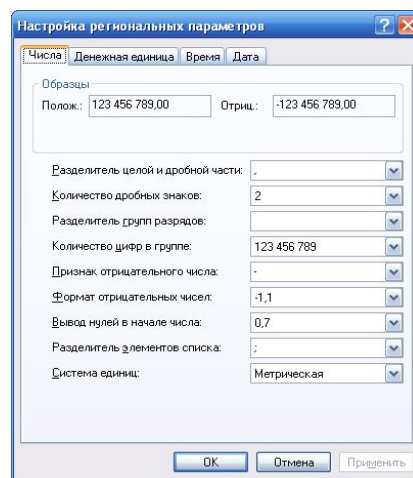 Настройка региональных параметров
Числа Денежная единица Время Дата
Образцы
Полож.: 123 456 789,00 Отриц.: -123 456 789,00
Разделитель целой и дробной части: ,
Количество дробных знаков: 2
Разделитель групп разрядов:
Количество цифр в группе: 123 456 789
Признак отрицательного числа: -
Формат отрицательных чисел: -1,1
Вывод нулей в начале числа: 0,7
Разделитель элементов списка: ;
Система единиц: Метрическая
OK Отмена Применить